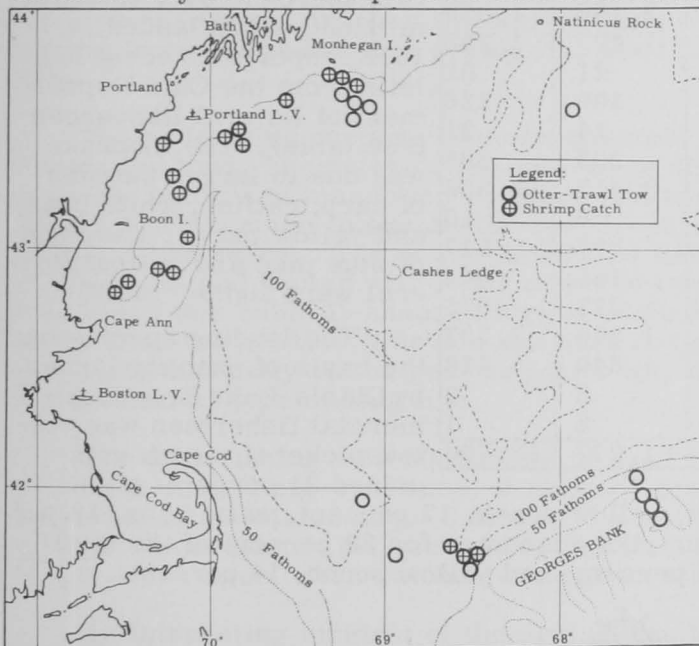 44°
Bath
Natinicus Rock
Monhegan I.
Portland
Portland L.V.
Legend:
Otter-Trawl Tow
Shrimp Catch
Boon I.
43°
Cashes Ledge
100 Fathoms
Cape Ann
Boston L.V.
Cape Cod
42°
Cape Cod Bay
100 Fathoms
50 Fathoms
50 Fathoms
GEORGES BANK
70°
69°
68°